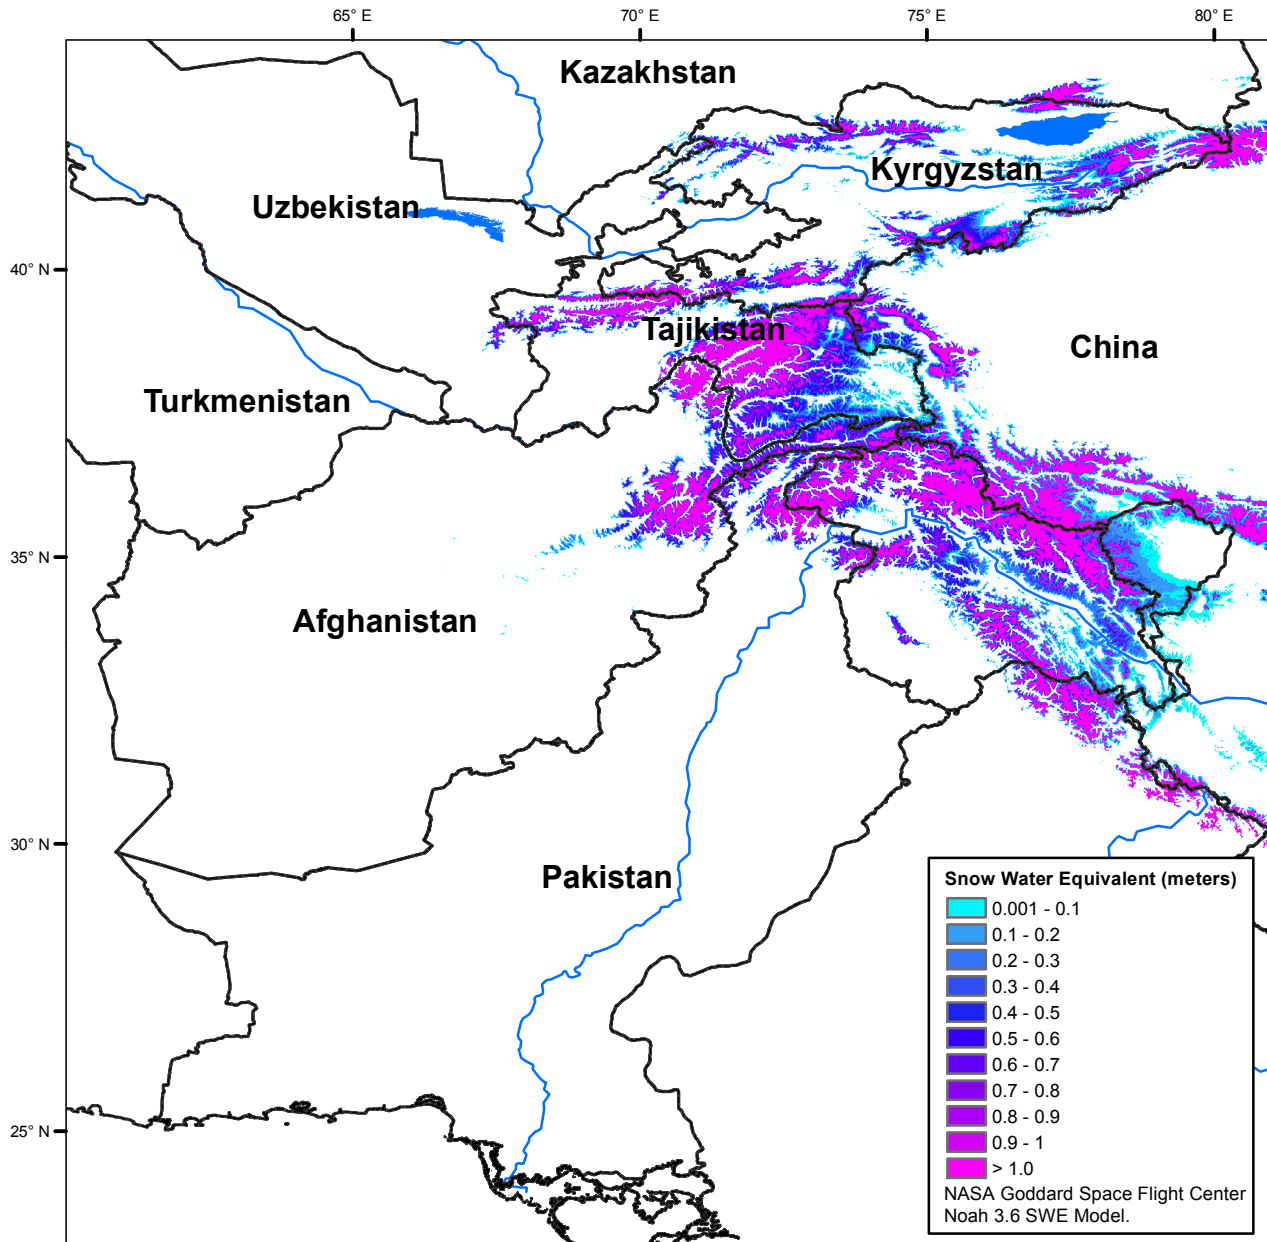 65° E
70° E
75° E
80° E
Kazakhstan
Kyrgyzstan
Uzbekistan
40° N
Tajikistan
China
Turkmenistan
35° N
Afghanistan
30° N
Pakistan
25° N
Snow Water Equivalent (meters)
0.001 - 0.1
0.1 - 0.2
0.2 - 0.3
0.3 - 0.4
0.4 - 0.5
0.5 - 0.6
0.6 - 0.7
0.7 - 0.8
0.8 - 0.9
0.9 - 1
> 1.0
NASA Goddard Space Flight Center
Noah 3.6 SWE Model.